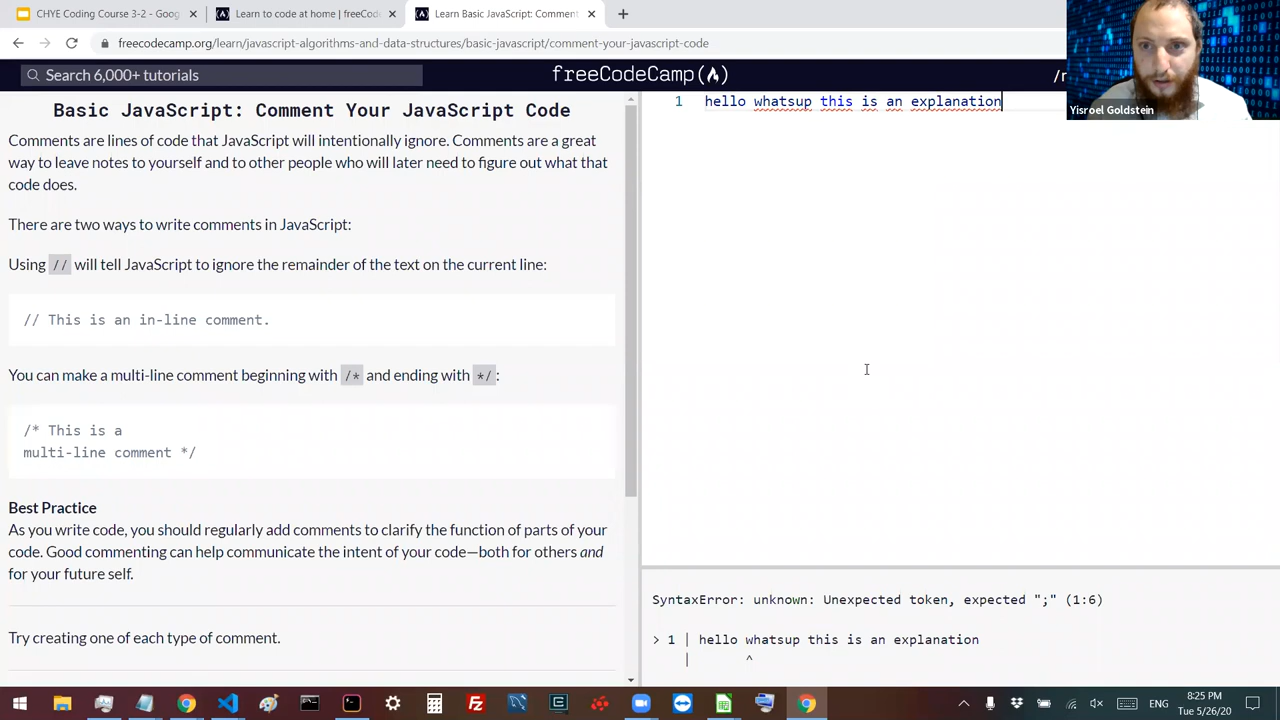 CHYE Coding Course 3-2 - Goog
Learn to code at home | freeCode
Learn Basic JavaScript: Comment
freecodecamp.org/learn/javascript-algorithms-and-data-structures/basic-javascript/comment-your-javascript-code
Search 6,000+ tutorials
freeCodeCamp
Yisroel Goldstein
Basic JavaScript: Comment Your JavaScript Code
Comments are lines of code that JavaScript will intentionally ignore. Comments are a great
way to leave notes to yourself and to other people who will later need to figure out what that
code does.
There are two ways to write comments in JavaScript:
Using // will tell JavaScript to ignore the remainder of the text on the current line:
// This is an in-line comment.
You can make a multi-line comment beginning with /* and ending with */:
/* This is a
multi-line comment */
Best Practice
As you write code, you should regularly add comments to clarify the function of parts of your
code. Good commenting can help communicate the intent of your code—both for others and
for your future self.
Try creating one of each type of comment.
1 hello whatsup this is an explanation
SyntaxError: unknown: Unexpected token, expected ";" (1:6)
> 1 | hello whatsup this is an explanation
| ^
ENG
8:25 PM
Tue 5/26/20